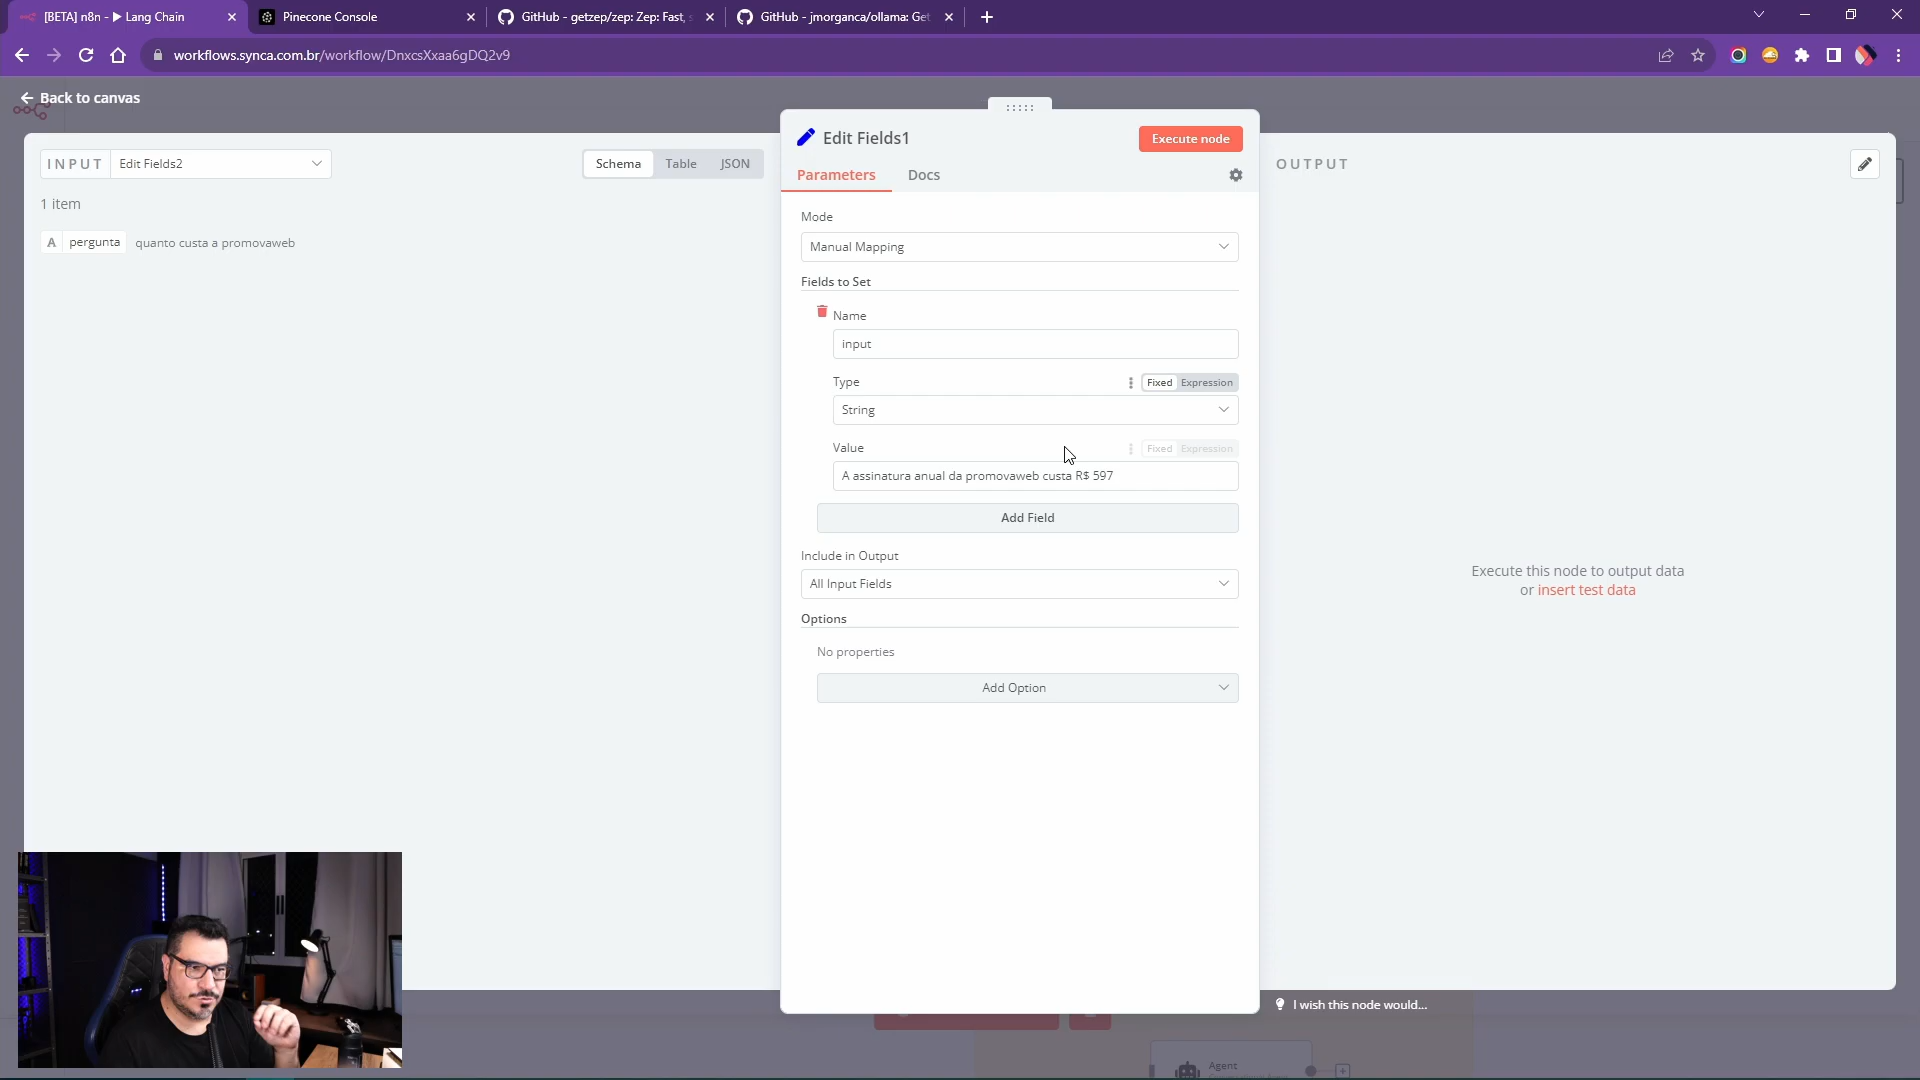 [BETA] n8n - ▶ Lang Chain
Pinecone Console
GitHub - getzep/zep: Zep: Fast, s
GitHub - jmorganca/ollama: Get
workflows.synca.com.br/workflow/DnxcsXxaa6gDQ2v9
Back to canvas
INPUT
Edit Fields2
Schema
Table
JSON
1 item
A
pergunta
quanto custa a promovaweb
Edit Fields1
Execute node
Parameters
Docs
Mode
Manual Mapping
Fields to Set
Name
input
Type
Fixed
Expression
String
Value
Fixed
Expression
A assinatura anual da promovaweb custa R$ 597
Add Field
Include in Output
All Input Fields
Options
No properties
Add Option
OUTPUT
Execute this node to output data
or insert test data
I wish this node would...
Agent